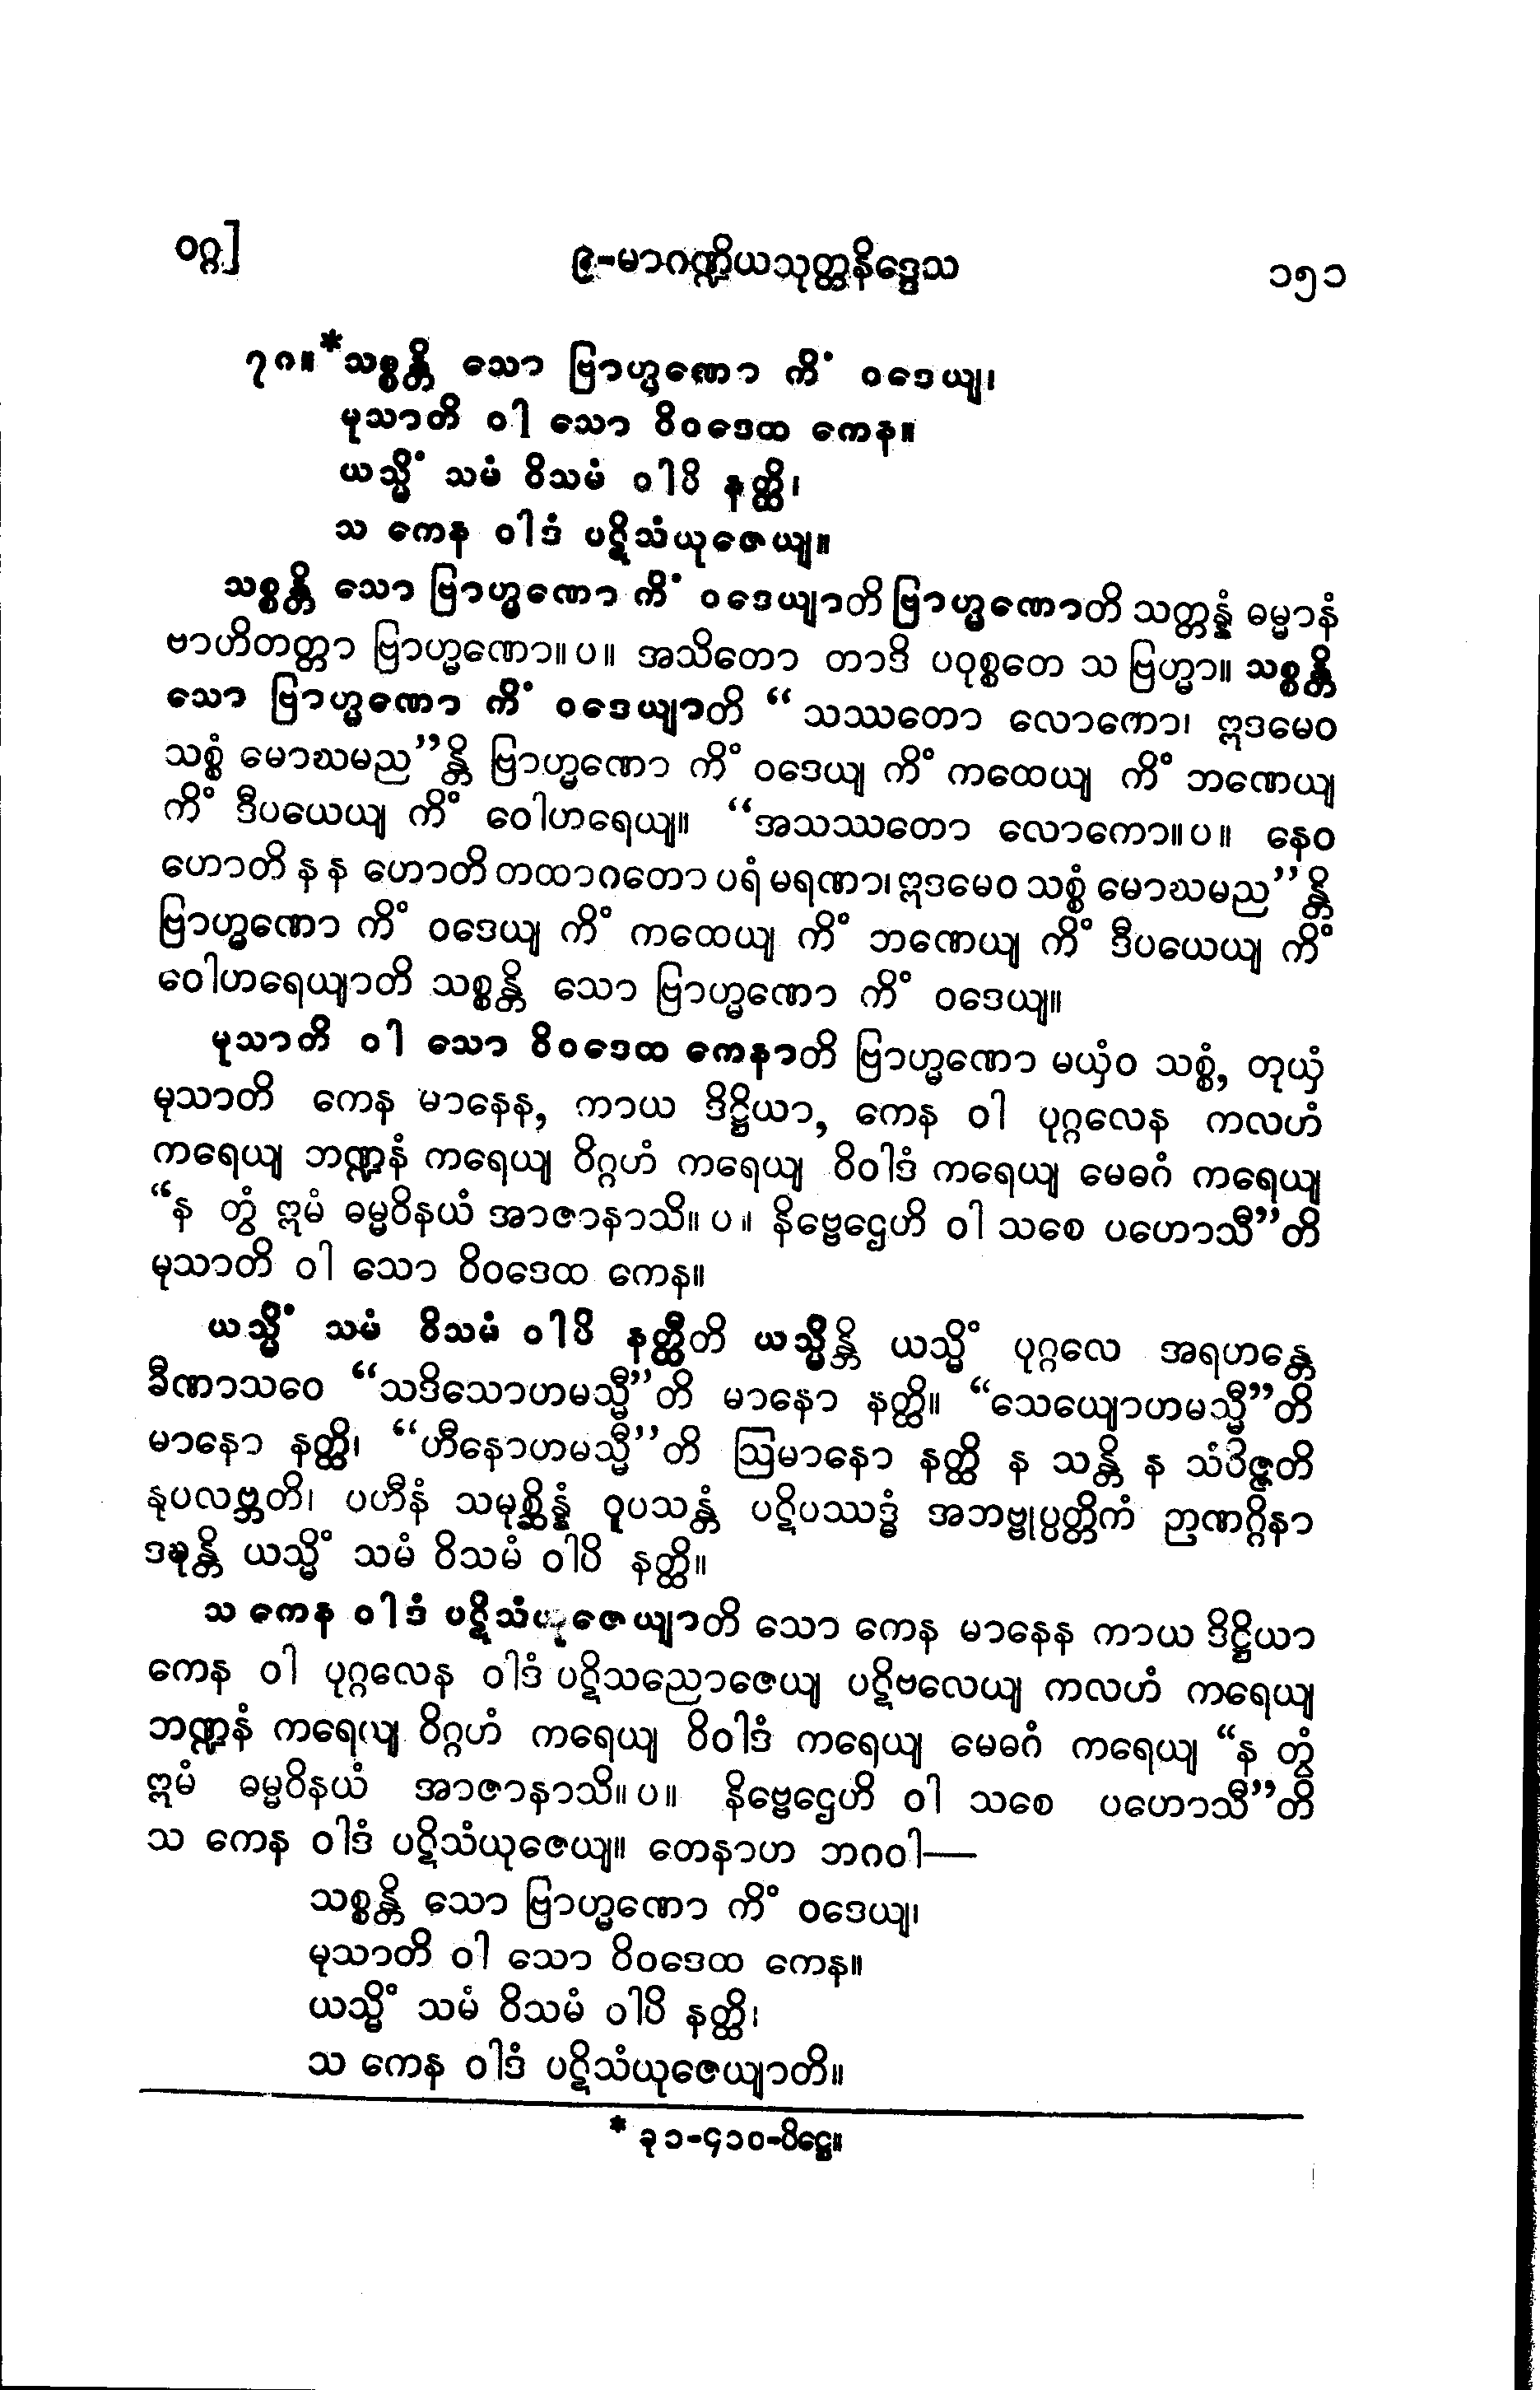 ဝဂ္ဂ] ၉-မာဂဏ္ဍိယသုတ္တနိဒ္ဒေသ ၁၅၁
၇၈။*သစ္စန္တိ သော ဗြာဟ္မဏော ကိံ ဝဒေယျ၊
မုသာတိ ဝါ သော ဝိဝဒေထ ကေန။
ယသ္မိံ သမံ ဝိသမံ ဝါပိ နတ္ထိ၊
သ ကေန ဝါဒံ ပဋိသံယုဇေယျ။
သစ္စန္တိ သော ဗြာဟ္မဏော ကိံ ဝဒေယျာတိ ဗြာဟ္မဏောတိ သတ္တန္နံ ဓမ္မာနံ
ဗာဟိတတ္တာ ဗြာဟ္မဏော။ပ။ အသိတော တာဒိ ပဝုစ္စတေ သ ဗြဟ္မာ။ သစ္စန္တိ
သော ဗြာဟ္မဏော ကိံ ဝဒေယျာတိ “သဿတော လောကော၊ ဣဒမေဝ
သစ္စံ မောဃမည”န္တိ ဗြာဟ္မဏော ကိံ ဝဒေယျ ကိံ ကထေယျ ကိံ ဘဏေယျ
ကိံ ဒီပယေယျ ကိံ ဝေါဟရေယျ။ “အသဿတော လောကော။ပ။ နေဝ
ဟောတိ န န ဟောတိ တထာဂတော ပရံ မရဏာ၊ ဣဒမေဝ သစ္စံ မောဃမည”န္တိ
ဗြာဟ္မဏော ကိံ ဝဒေယျ ကိံ ကထေယျ ကိံ ဘဏေယျ ကိံ ဒီပယေယျ ကိံ
ဝေါဟရေယျာတိ သစ္စန္တိ သော ဗြာဟ္မဏော ကိံ ဝဒေယျ။
မုသာတိ ဝါ သော ဝိဝဒေထ ကေနာတိ ဗြာဟ္မဏော မယှံဝ သစ္စံ, တုယှံ
မုသာတိ ကေန မာနေန, ကာယ ဒိဋ္ဌိယာ, ကေန ဝါ ပုဂ္ဂလေန ကလဟံ
ကရေယျ ဘဏ္ဍနံ ကရေယျ ဝိဂ္ဂဟံ ကရေယျ ဝိဝါဒံ ကရေယျ မေဓဂံ ကရေယျ
“န တွံ ဣမံ ဓမ္မဝိနယံ အာဇာနာသိ။ပ။ နိဗ္ဗေဌေဟိ ဝါ သစေ ပဟောသီ”တိ
မုသာတိ ဝါ သော ဝိဝဒေထ ကေန။
ယသ္မိံ သမံ ဝိသမံ ဝါပိ နတ္ထီတိ ယသ္မိန္တိ ယသ္မိံ ပုဂ္ဂလေ အရဟန္တေ
ခီဏာသဝေ “သဒိသောဟမသ္မီ”တိ မာနော နတ္ထိ။ “သေယျောဟမသ္မီ”တိ
မာနော နတ္ထိ၊ “ဟီနောဟမသ္မီ”တိ ဩမာနော နတ္ထိ န သန္တိ န သံဝိဇ္ဇတိ
နုပလဗ္ဘတိ၊ ပဟီနံ သမုစ္ဆိန္နံ ဝူပသန္တံ ပဋိပဿဒ္ဓံ အဘဗ္ဗုပ္ပတ္တိကံ ဉာဏဂ္ဂိနာ
ဒဍ္ဎန္တိ ယသ္မိံ သမံ ဝိသမံ ဝါပိ နတ္ထိ။
သ ကေန ဝါဒံ ပဋိသံယုဇေယျာတိ သော ကေန မာနေန ကာယ ဒိဋ္ဌိယာ
ကေန ဝါ ပုဂ္ဂလေန ဝါဒံ ပဋိသညောဇေယျ ပဋိဗလေယျ ကလဟံ ကရေယျ
ဘဏ္ဍနံ ကရေယျ ဝိဂ္ဂဟံ ကရေယျ ဝိဝါဒံ ကရေယျ မေဓဂံ ကရေယျ “န တွံ
ဣမံ ဓမ္မဝိနယံ အာဇာနာသိ။ပ။ နိဗ္ဗေဌေဟိ ဝါ သစေ ပဟောသီ”တိ
သ ကေန ဝါဒံ ပဋိသံယုဇေယျ။ တေနာဟ ဘဂဝါ—
သစ္စန္တိ သော ဗြာဟ္မဏော ကိံ ဝဒေယျ၊
မုသာတိ ဝါ သော ဝိဝဒေထ ကေန။
ယသ္မိံ သမံ ဝိသမံ ဝါပိ နတ္ထိ၊
သ ကေန ဝါဒံ ပဋိသံယုဇေယျာတိ။
* ခု ၁-၄၁၀-ပိဋ္ဌေ။